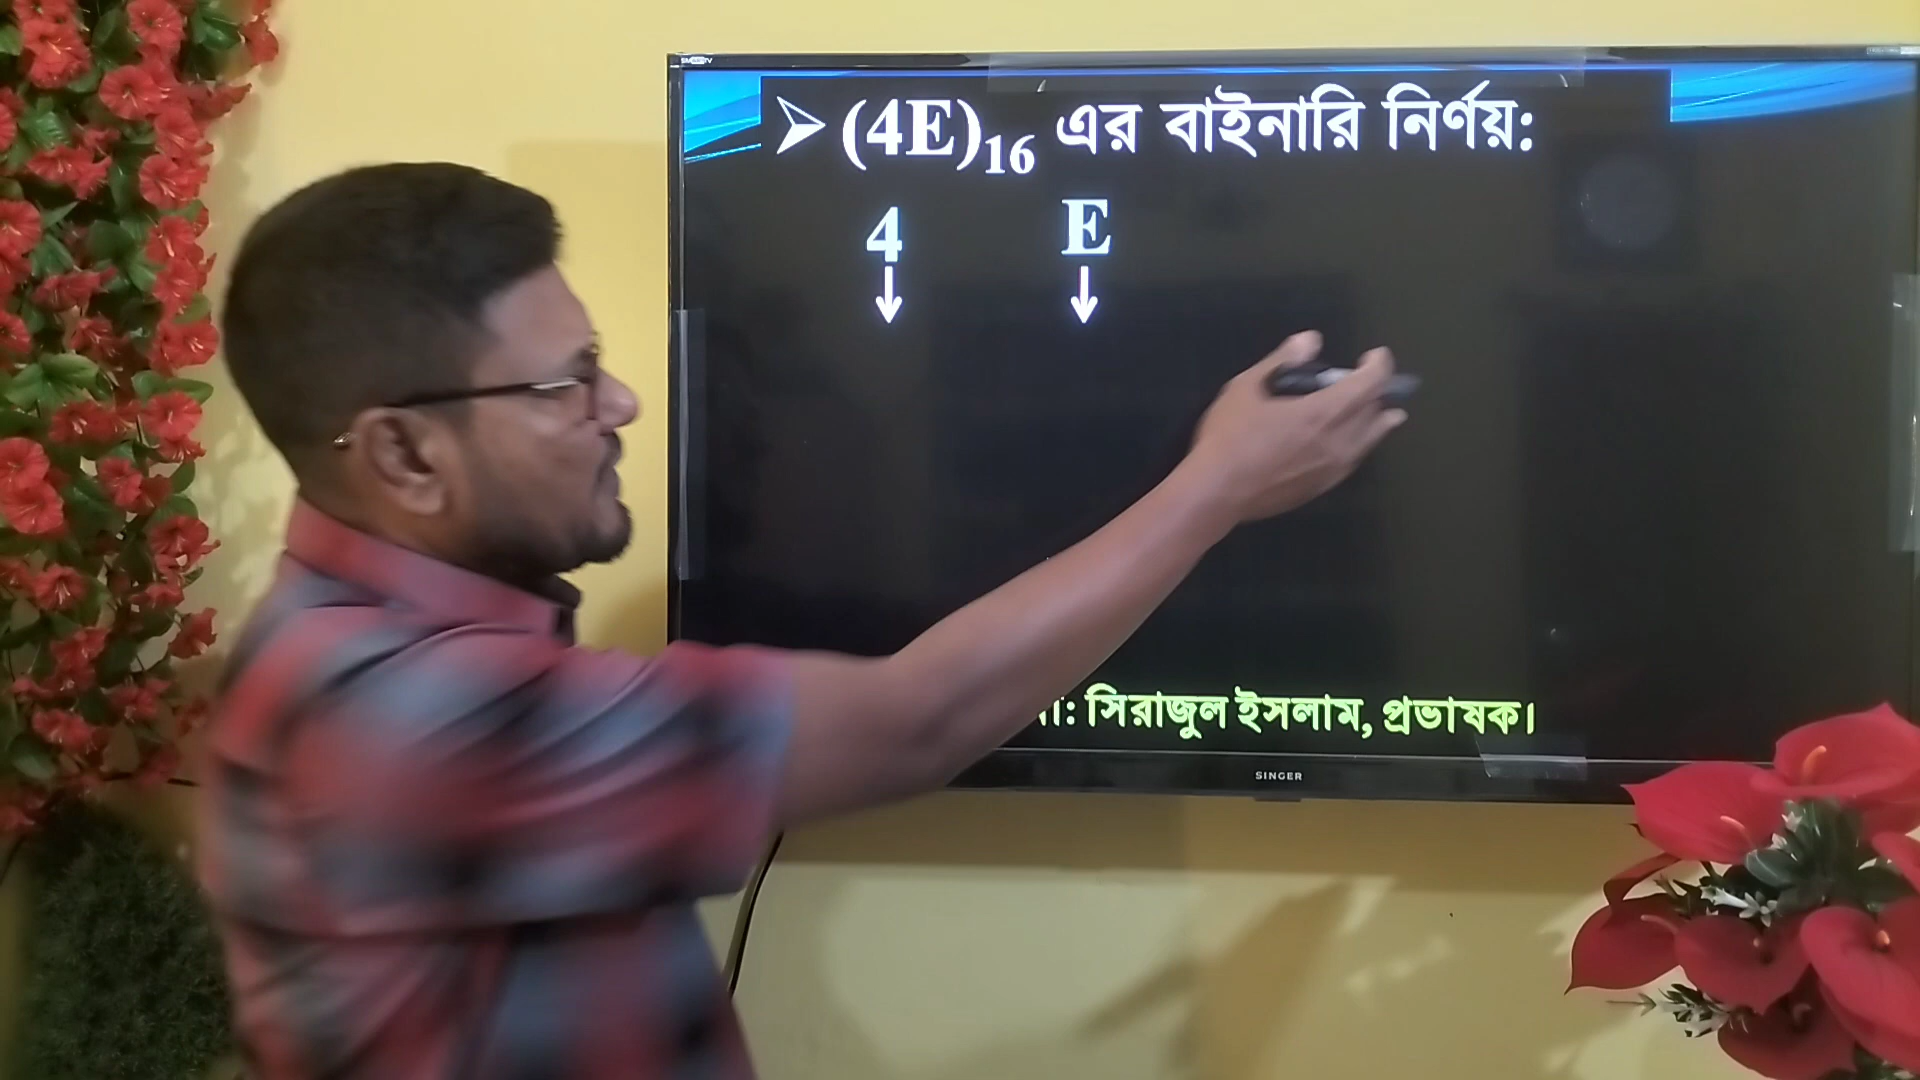 ➢ (4E)₁₆ এর বাইনারি নির্ণয়:
4 E
↓ ↓
সিরাজুল ইসলাম, প্রভাষক।
SINGER